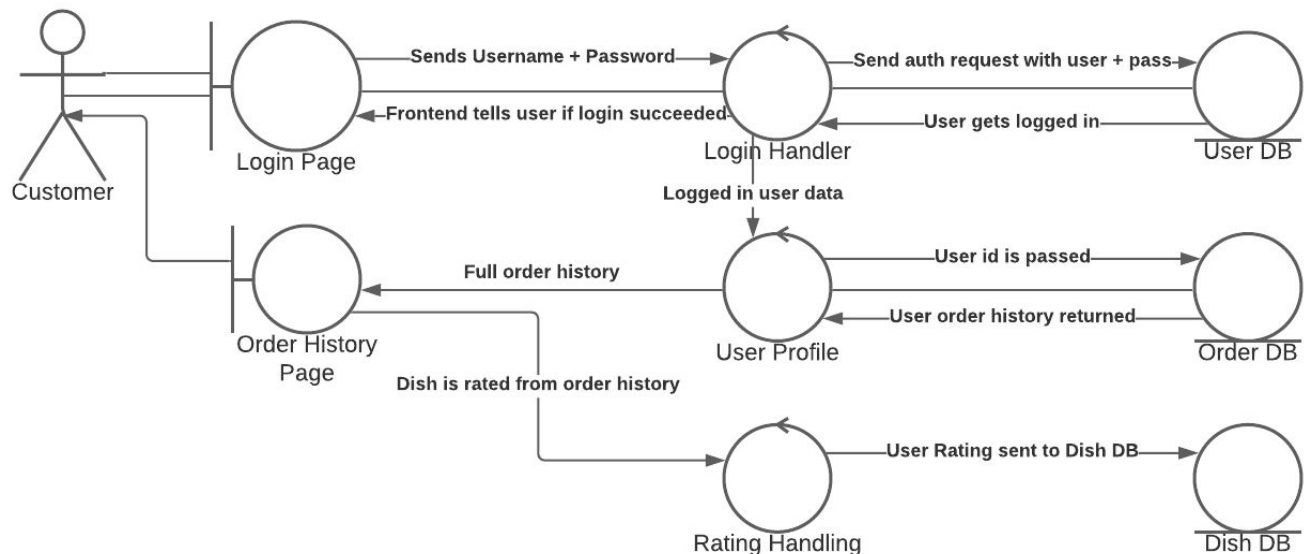 Sends Username + Password
Send auth request with user + pass
Frontend tells user if login succeeded
User gets logged in
Login Page
Login Handler
User DB
Customer
Logged in user data
Full order history
User id is passed
User order history returned
Order History
Page
User Profile
Order DB
Dish is rated from order history
User Rating sent to Dish DB
Rating Handling
Dish DB